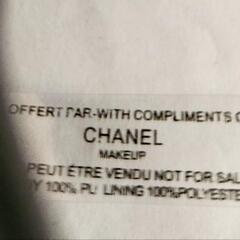 OFFERT PAR-WITH COMPLIMENTS
CHANEL
MAKEUP
PEUT ÊTRE VENDU NOT FOR SAL
100% PU LINING 100%POLYESTE